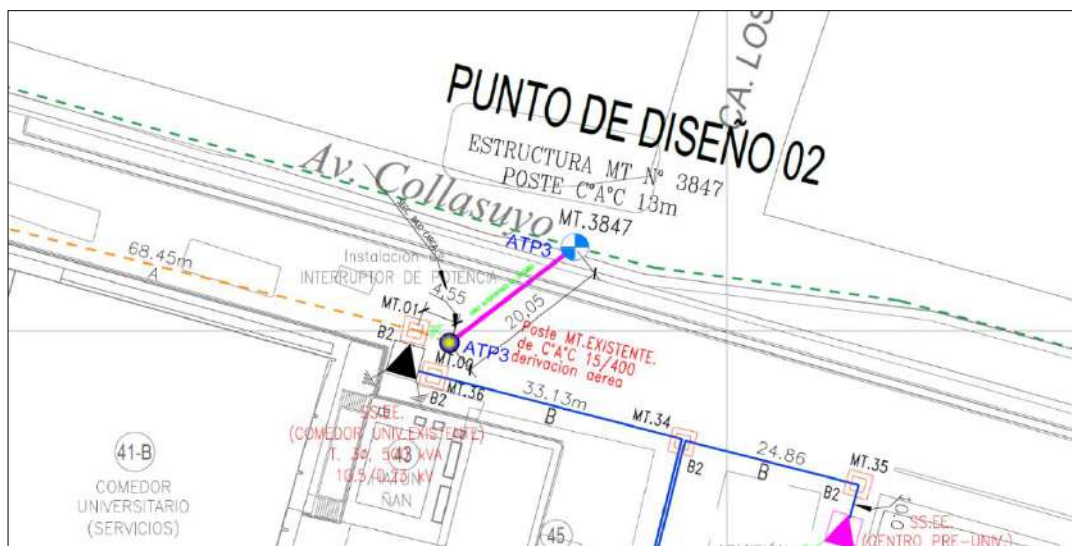 PUNTO DE DISEÑO 02
CA. LOS
ESTRUCTURA MT Nº 3847
POSTE C°A°C 13m
Av. Collasuyo
MT.3847
ATP3
68.45m
A
Instalación de
INTERRUPTOR DE POTENCIA
4,55
20,05
MT.01
B2
ATP3
MT.00
Poste MT.EXISTENTE.
de C°A°C 15/400
derivacion aerea
MT.36
B2
33.13m
B
MT.34
B2
24.86
B
MT.35
B2
SS.EE.
(COMEDOR UNIV.EXISTENTE)
10.5/0.23 kV
41-B
COMEDOR
UNIVERSITARIO
(SERVICIOS)
43
ÑAN
45
SS.EE.
(CENTRO PRE-UNIV.)